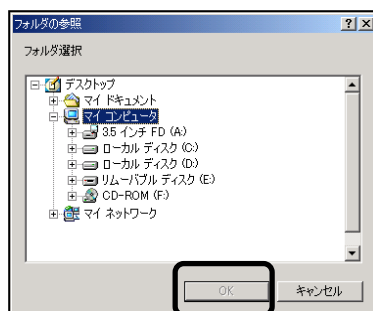 フォルダの参照
フォルダ選択
デスクトップ
マイ ドキュメント
マイ コンピュータ
3.5 インチ FD (A:)
ローカル ディスク (C:)
ローカル ディスク (D:)
リムーバブル ディスク (E:)
CD-ROM (F:)
マイ ネットワーク
OK
キャンセル